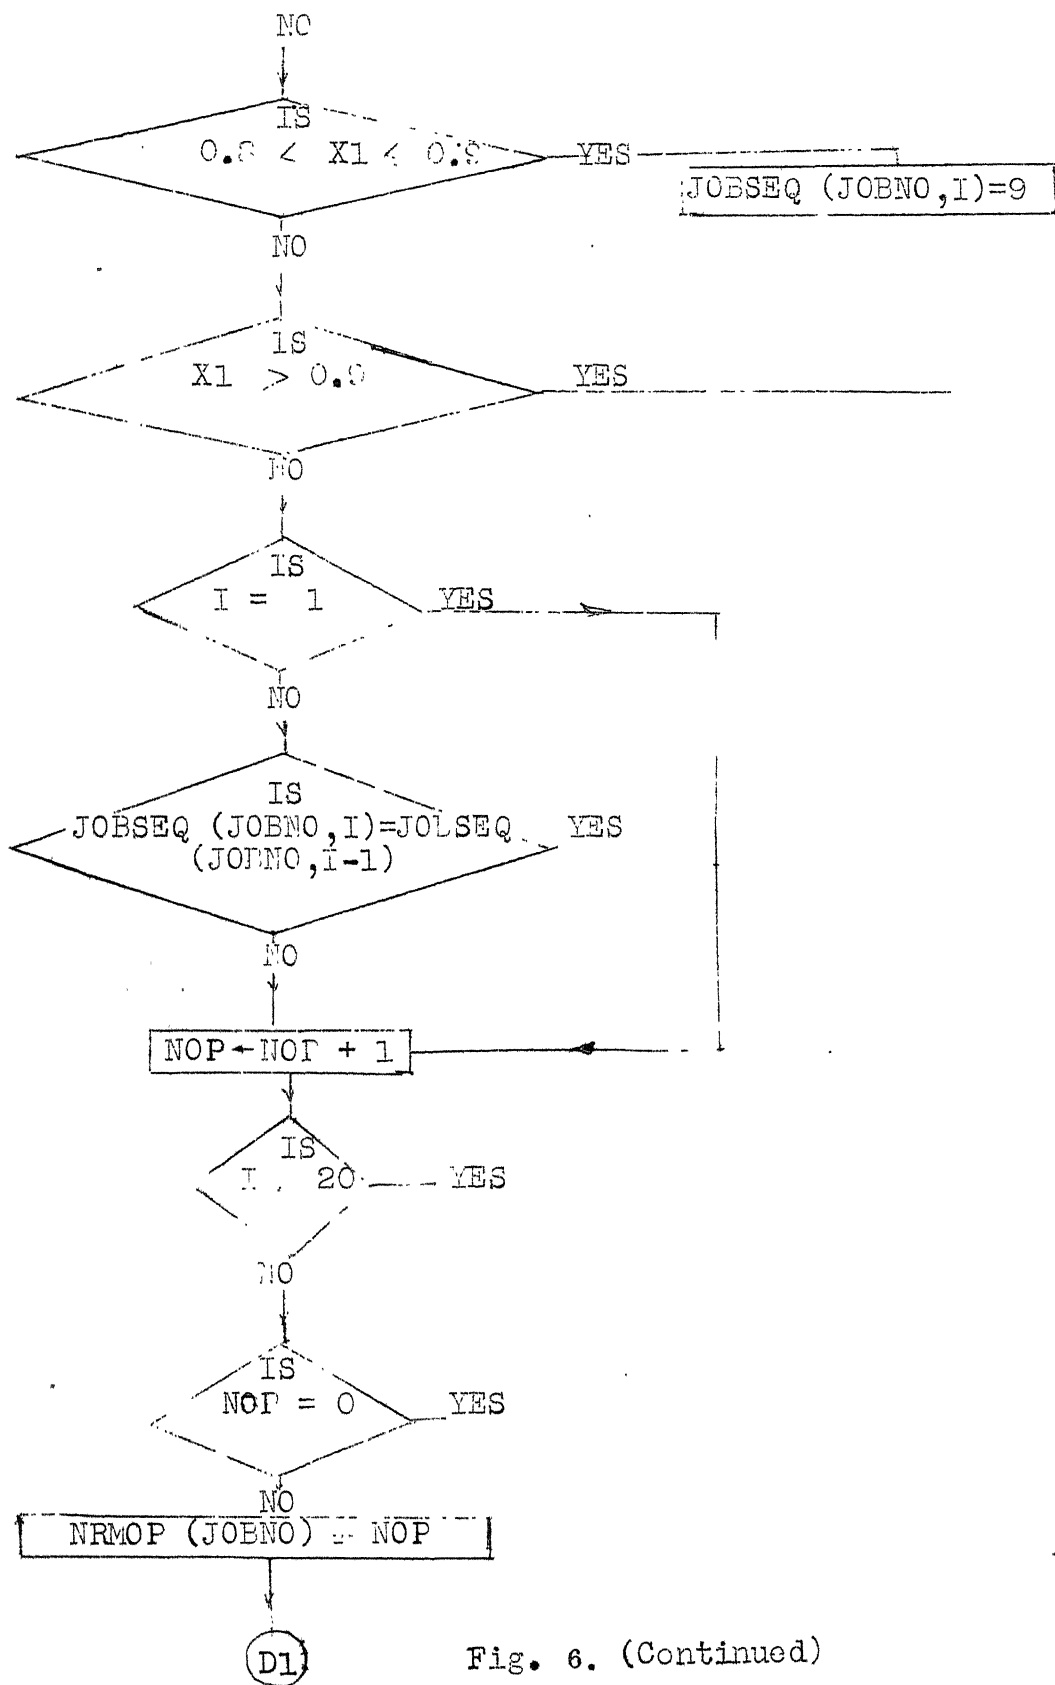 NO
IS
0.8 < X1 < 0.9
YES
JOBSEQ (JOBNO,I)=9
NO
IS
X1 > 0.9
YES
NO
IS
I = 1
YES
NO
IS
JOBSEQ (JOBNO,I)=JOBSEQ
(JOBNO,I-1)
YES
NO
NOP←NOP + 1
IS
I 20
YES
NO
IS
NOP = 0
YES
NO
NRMOP (JOBNO) = NOP
D1
Fig. 6. (Continued)